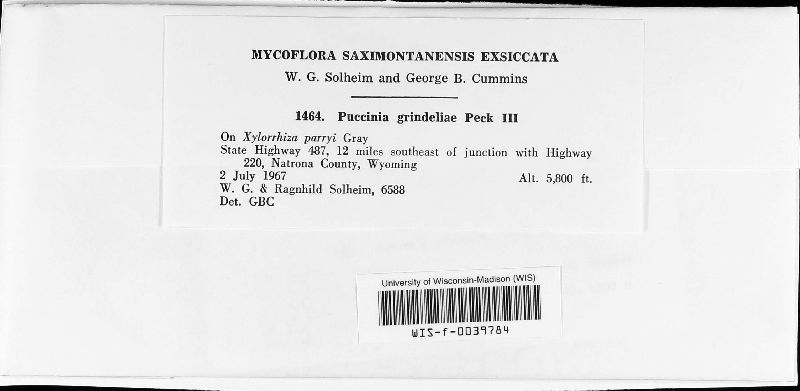 MYCOFLORA SAXIMONTANENSIS EXSICCATA
W. G. Solheim and George B. Cummins
1464. Puccinia grindeliae Peck III
On Xylorrhiza parryi Gray
State Highway 487, 12 miles southeast of junction with Highway
220, Natrona County, Wyoming
2 July 1967 Alt. 5,800 ft.
W. G. & Ragnhild Solheim, 6588
Det. GBC
University of Wisconsin-Madison (WIS)
WIS-f-0039784